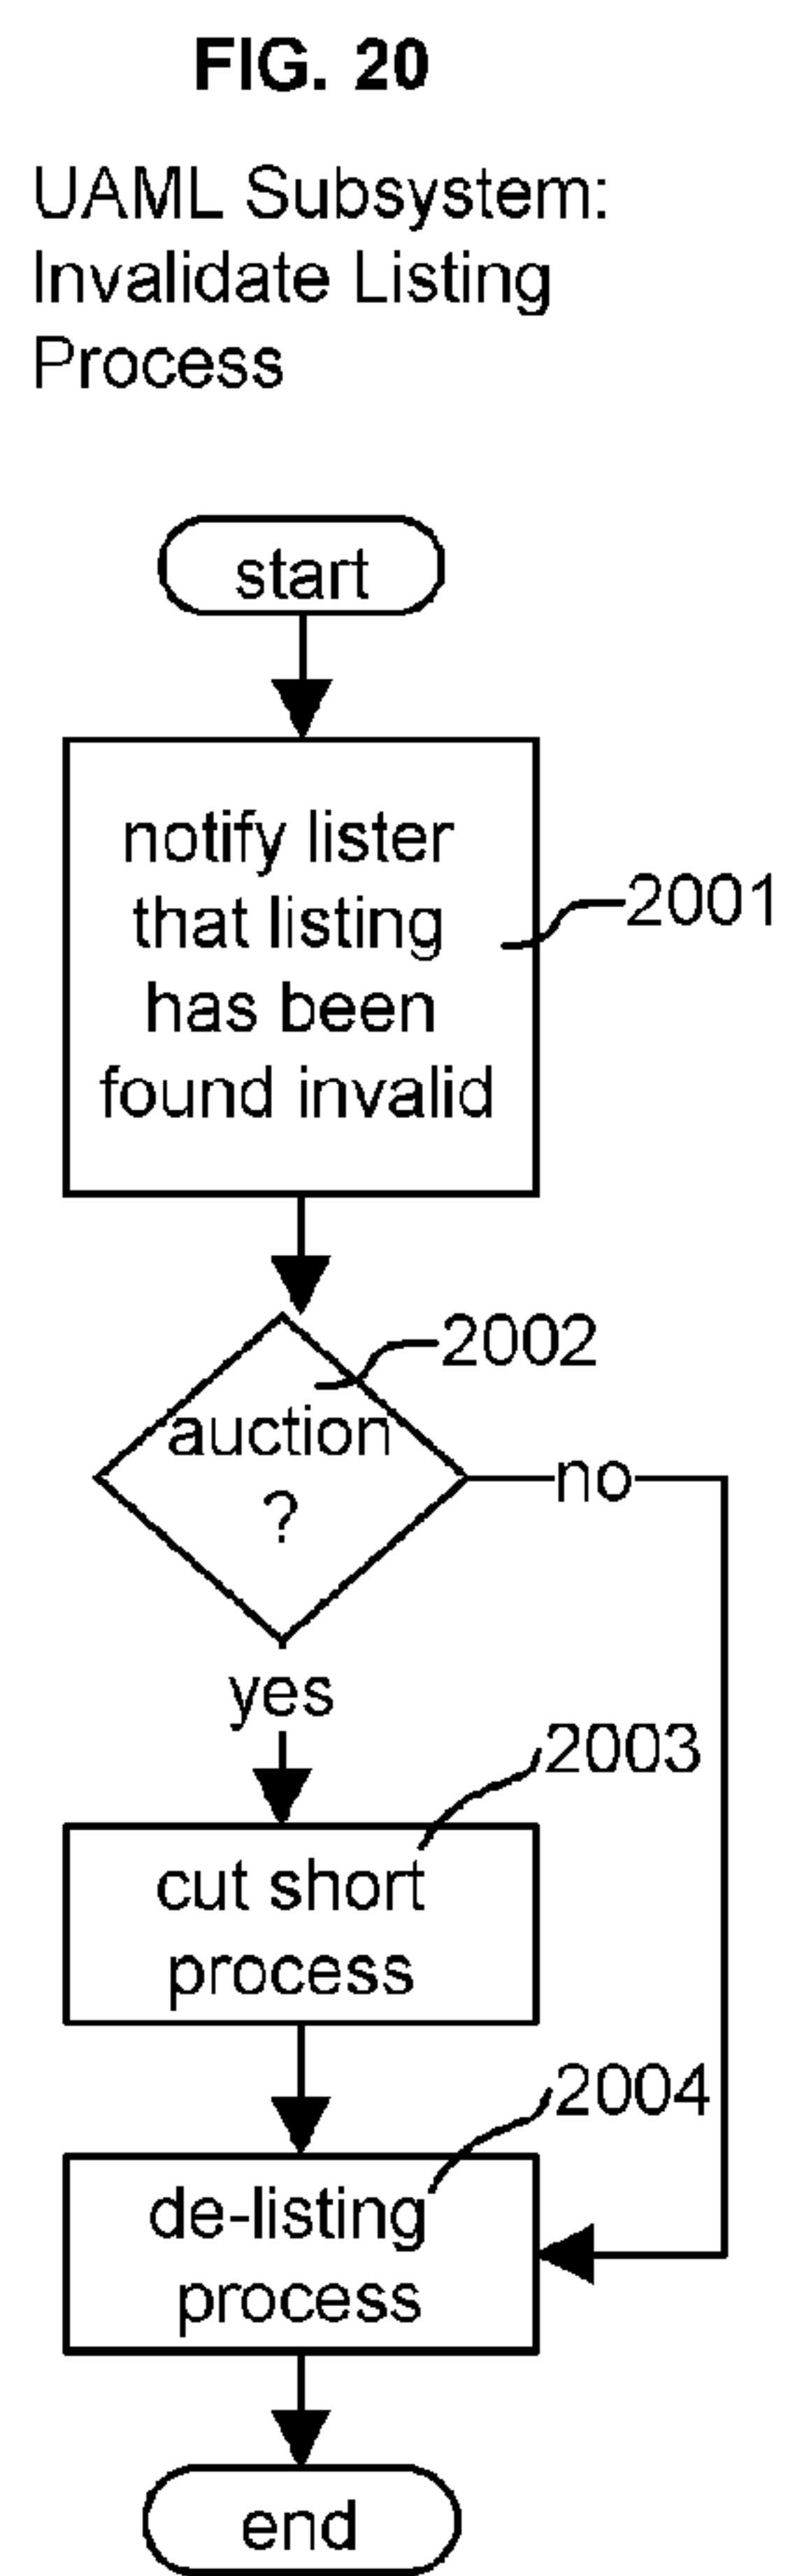 FIG. 20
UAML Subsystem:
Invalidate Listing
Process
start
notify lister
that listing
has been
found invalid
2001
2002
auction
?
no
yes
2003
cut short
process
2004
de-listing
process
end